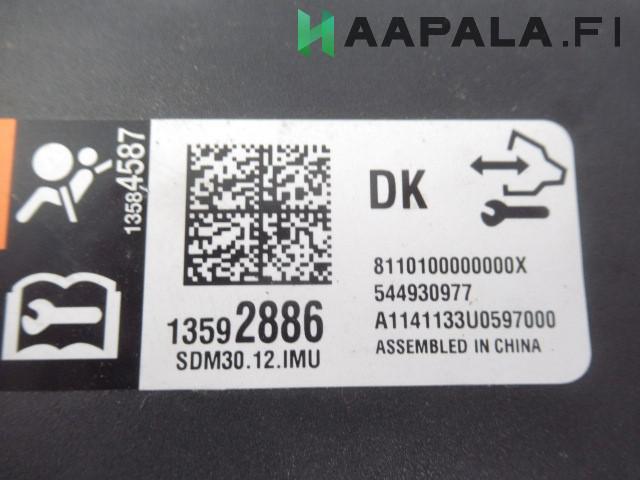 HAAPALA.FI
13584587
DK
8110100000000X
544930977
13592886
A1141133U0597000
SDM30.12.IMU
ASSEMBLED IN CHINA